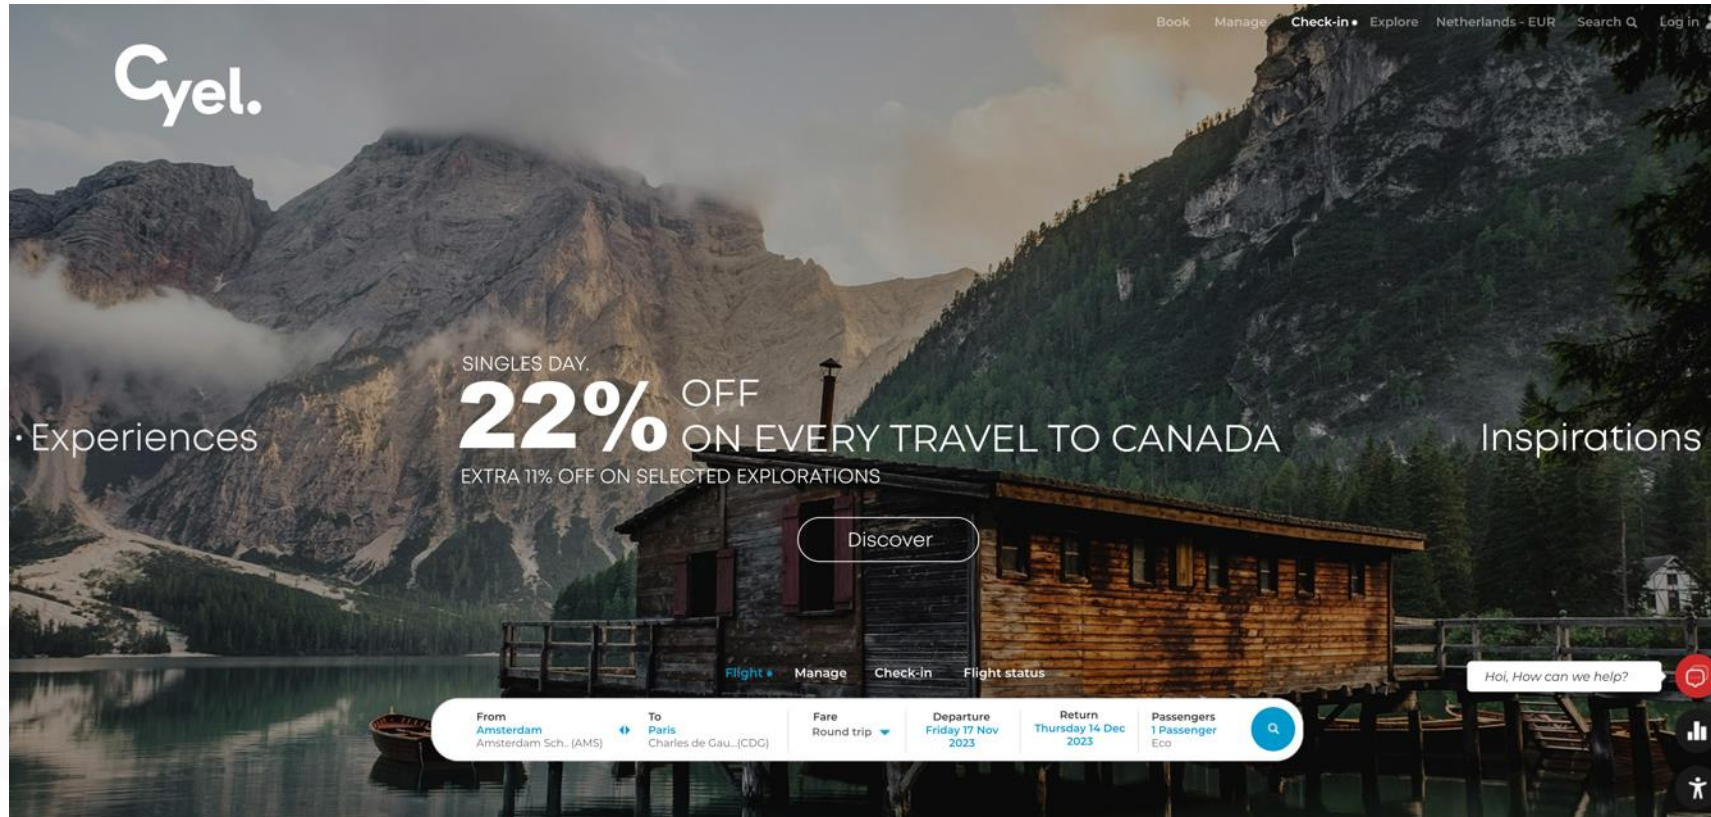 Book Manage Check-in • Explore Netherlands - EUR Search Log in
Cyel.
SINGLES DAY.
22% OFF
ON EVERY TRAVEL TO CANADA
EXTRA 11% OFF ON SELECTED EXPLORATIONS
• Experiences
Inspirations
Discover
Flight • Manage Check-in Flight status
Hoi, How can we help?
From
Amsterdam
Amsterdam Sch.. (AMS)
To
Paris
Charles de Gau...(CDG)
Fare
Round trip
Departure
Friday 17 Nov
2023
Return
Thursday 14 Dec
2023
Passengers
1 Passenger
Eco